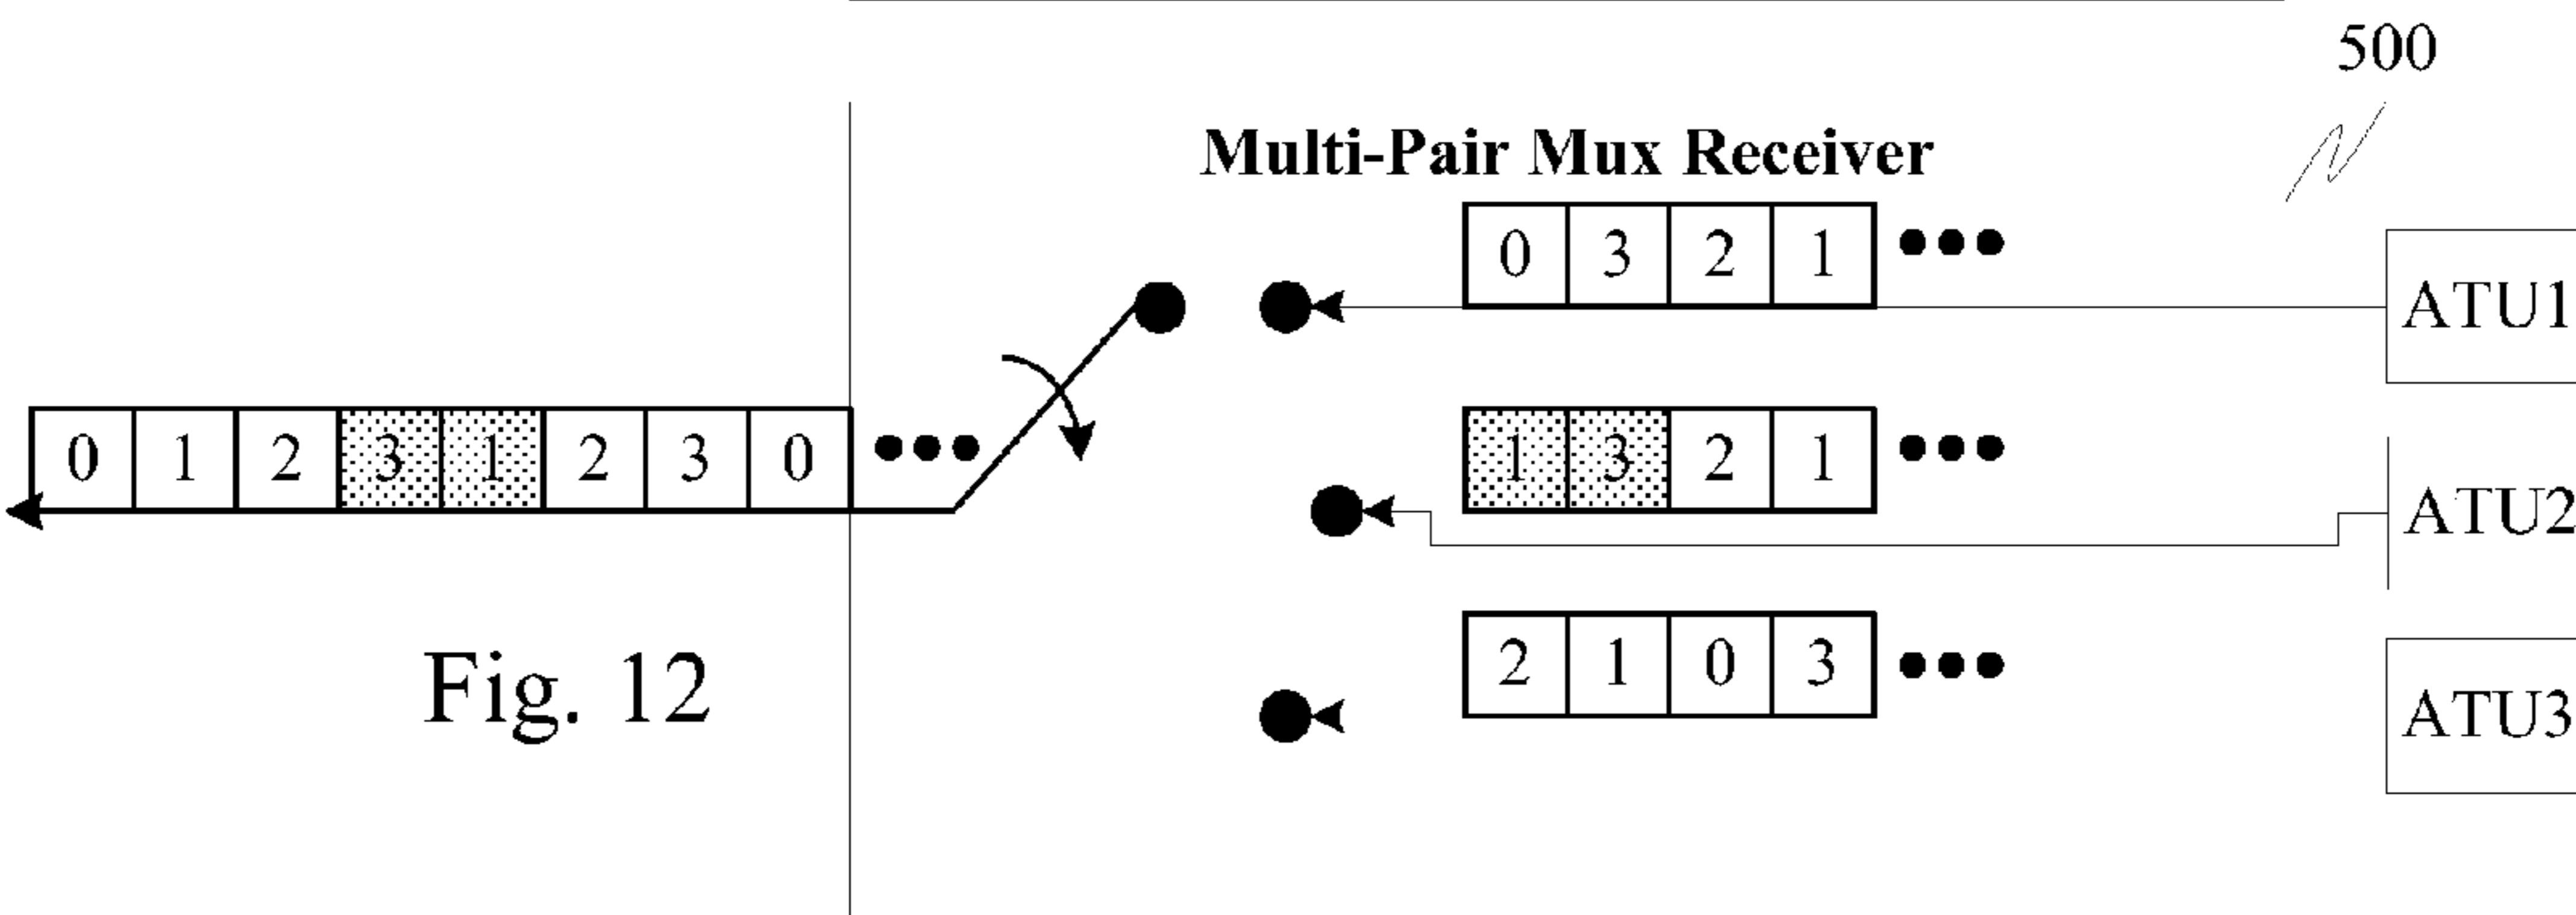 500
Multi-Pair Mux Receiver
0 3 2 1
ATU1
0 1 2 3 1 2 3 0
1 3 2 1
ATU2
2 1 0 3
ATU3
Fig. 12